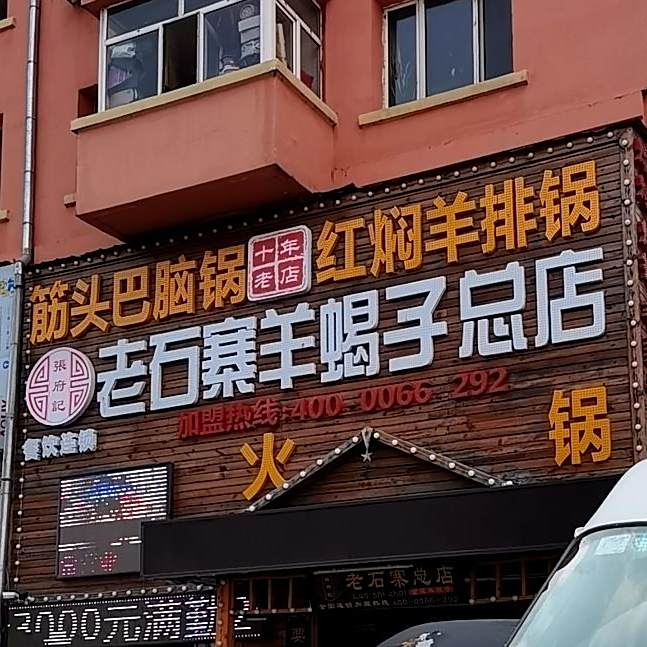 筋头巴脑锅
十年
老店
红焖羊排锅
張府記
老石寨羊蝎子总店
加盟热线:400 0066 292
餐饮连锁
火锅
老石寨总店
3000元满